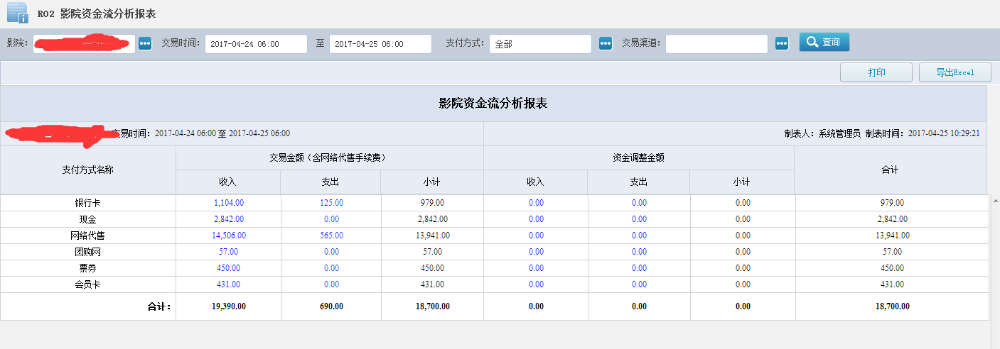 R02 影院资金流分析报表
影院: 交易时间: 2017-04-24 06:00 至 2017-04-25 06:00 支付方式: 全部 交易渠道: 查询
打印 导出Excel
影院资金流分析报表
交易时间: 2017-04-24 06:00 至 2017-04-25 06:00 制表人: 系统管理员 制表时间: 2017-04-25 10:29:21
支付方式名称 交易金额（含网络代售手续费） 资金调整金额 合计
收入 支出 小计 收入 支出 小计
银行卡 1,104.00 125.00 979.00 0.00 0.00 0.00 979.00
现金 2,842.00 0.00 2,842.00 0.00 0.00 0.00 2,842.00
网络代售 14,506.00 565.00 13,941.00 0.00 0.00 0.00 13,941.00
团购网 57.00 0.00 57.00 0.00 0.00 0.00 57.00
票券 450.00 0.00 450.00 0.00 0.00 0.00 450.00
会员卡 431.00 0.00 431.00 0.00 0.00 0.00 431.00
合计: 19,390.00 690.00 18,700.00 0.00 0.00 0.00 18,700.00